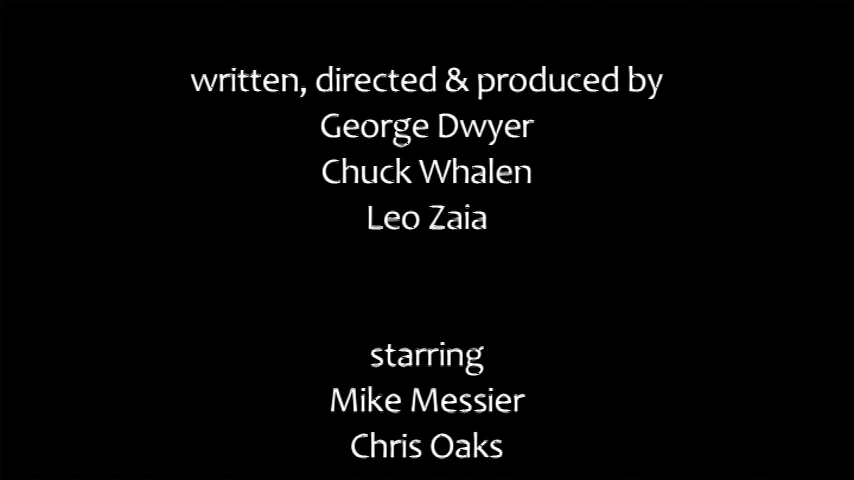 written, directed & produced by
George Dwyer
Chuck Whalen
Leo Zaia
starring
Mike Messier
Chris Oaks